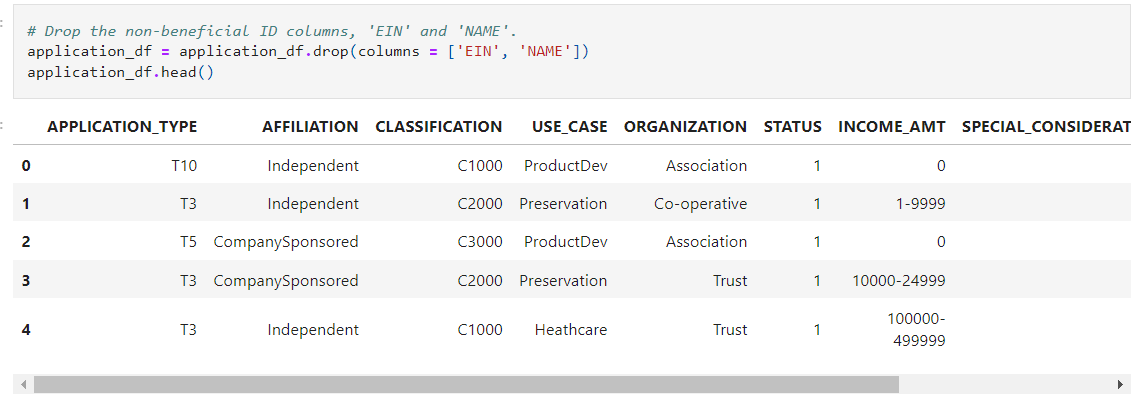 # Drop the non-beneficial ID columns, 'EIN' and 'NAME'.
application_df = application_df.drop(columns = ['EIN', 'NAME'])
application_df.head()
APPLICATION_TYPE AFFILIATION CLASSIFICATION USE_CASE ORGANIZATION STATUS INCOME_AMT SPECIAL_CONSIDERAT
0 T10 Independent C1000 ProductDev Association 1 0
1 T3 Independent C2000 Preservation Co-operative 1 1-9999
2 T5 CompanySponsored C3000 ProductDev Association 1 0
3 T3 CompanySponsored C2000 Preservation Trust 1 10000-24999
4 T3 Independent C1000 Heathcare Trust 1 100000-
499999